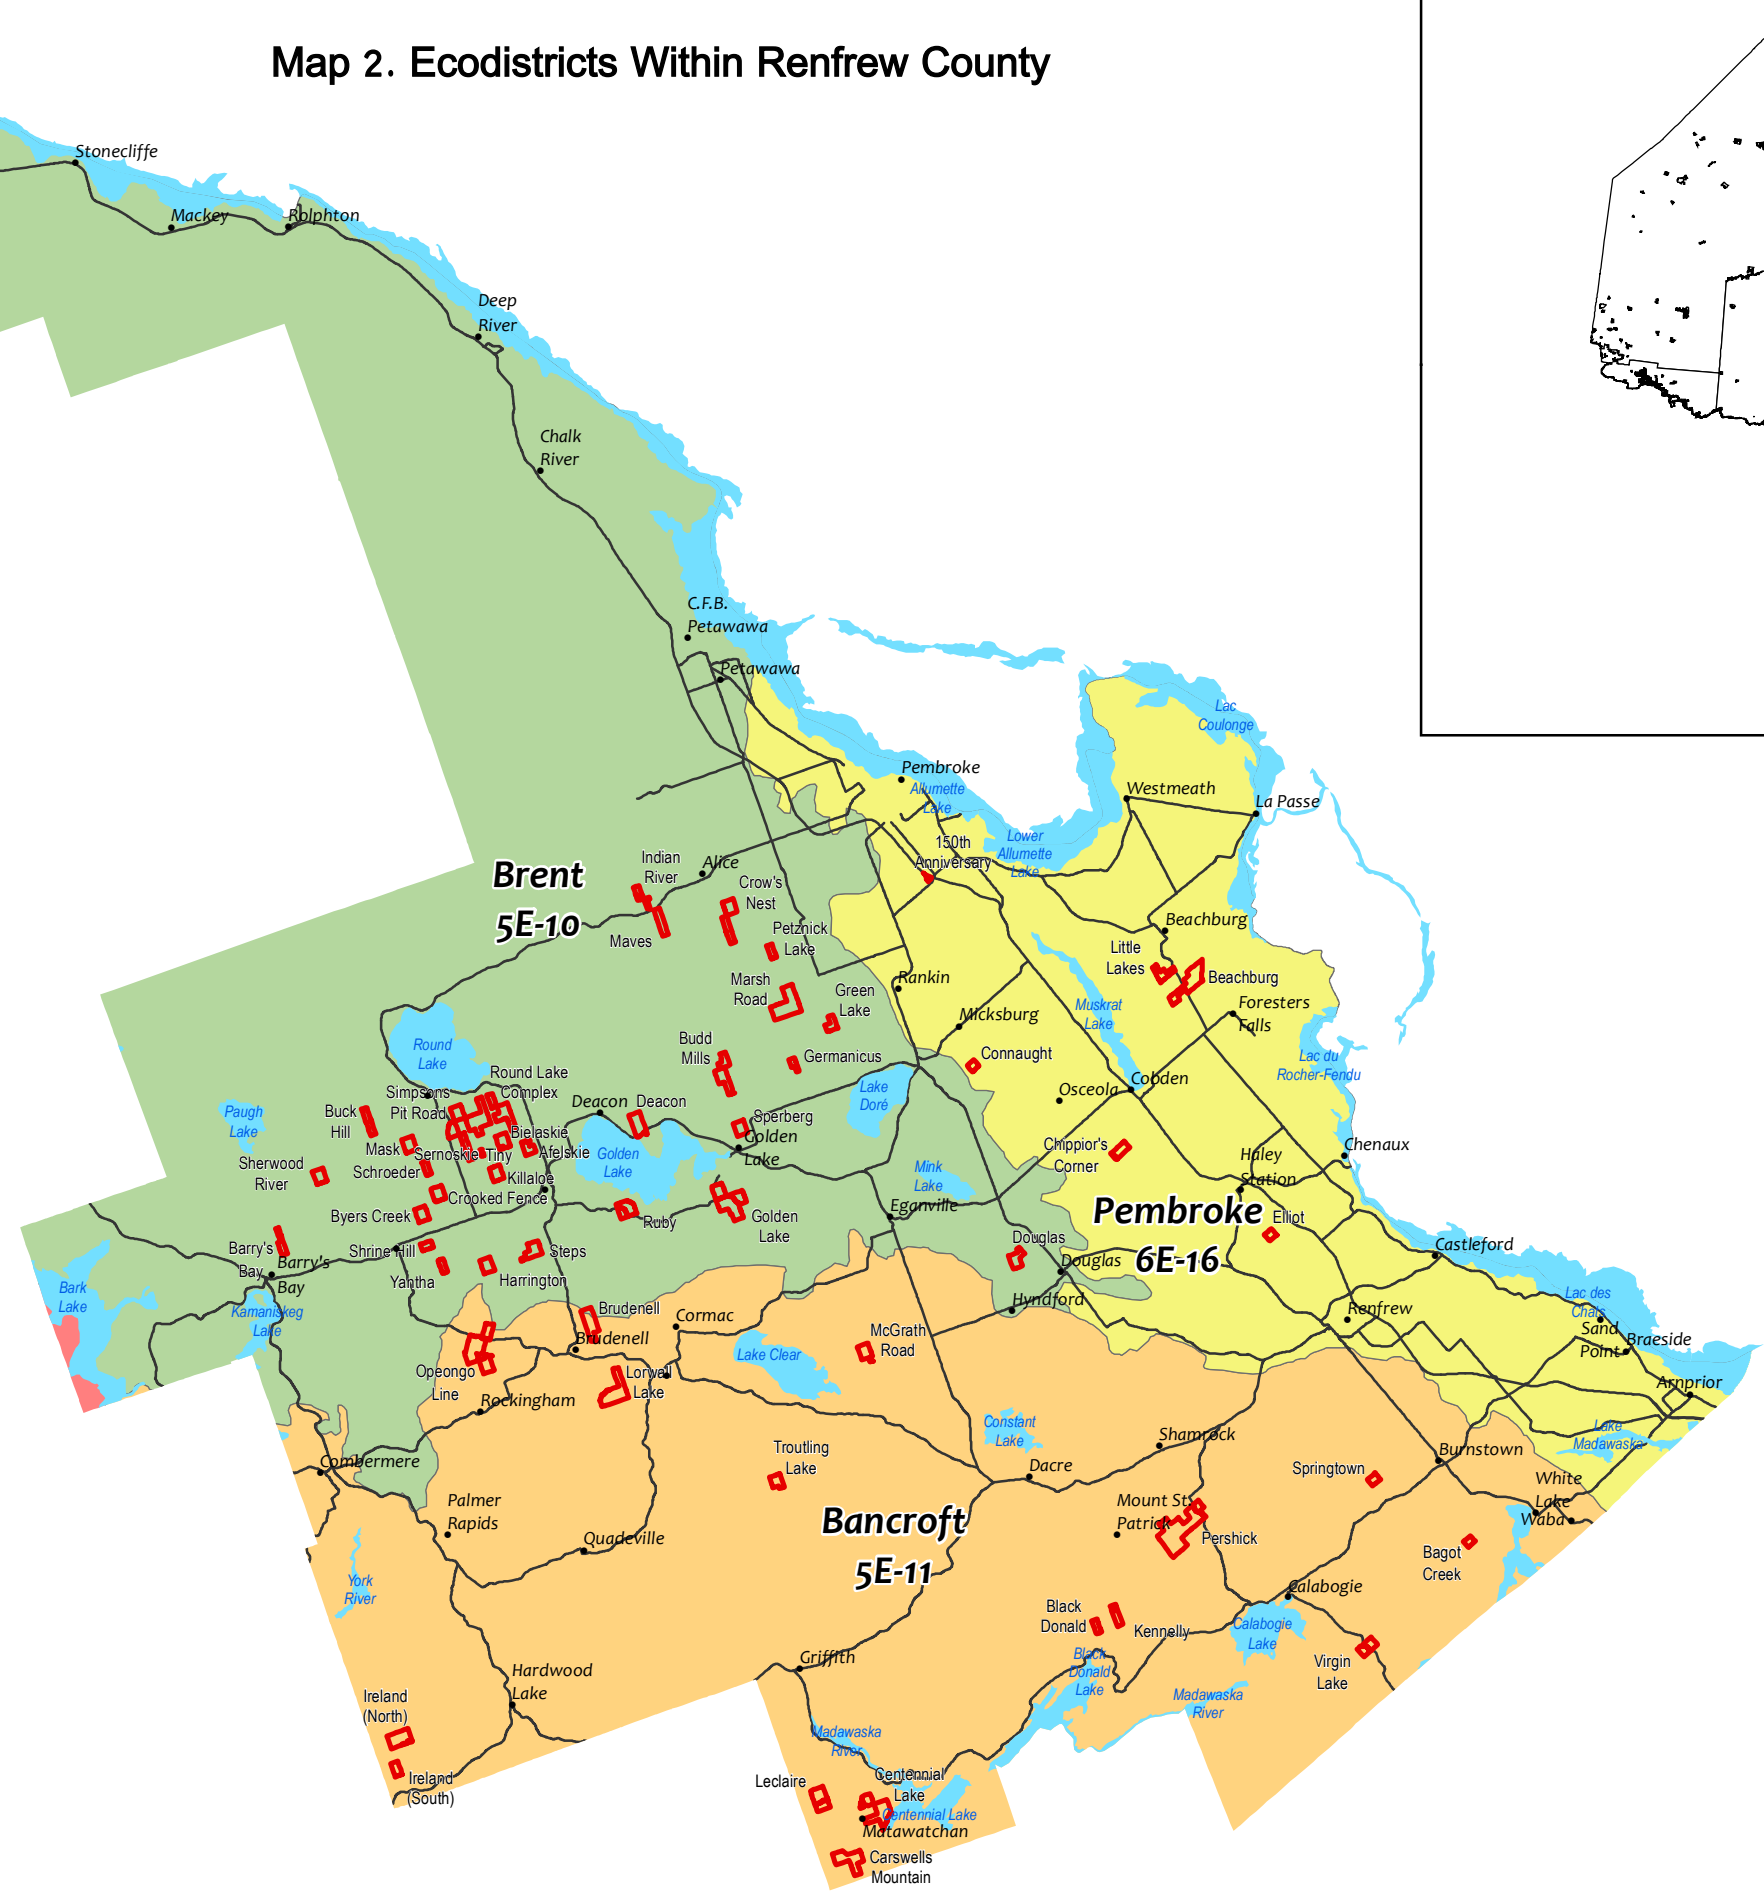 Map 2. Ecodistricts Within Renfrew County
Stonecliffe
Mackey
Rolphton
Deep
River
Chalk
River
C.F.B.
Petawawa
Petawawa
Lac
Coulonge
Pembroke
Allumette
Lake
Westmeath
La Passe
Lower
Allumette
Lake
150th
Anniversary
Indian
River
Alice
Brent
5E-10
Crow's
Nest
Maves
Petznick
Lake
Beachburg
Little
Lakes
Beachburg
Marsh
Road
Green
Lake
Rankin
Micksburg
Muskrat
Lake
Foresters
Falls
Round
Lake
Budd
Mills
Germanicus
Connaught
Lac du
Rocher-Fendu
Round Lake
Complex
Simpsons
Pit Road
Deacon
Deacon
Lake
Doré
Osceola
Cobden
Paugh
Lake
Buck
Hill
Sperberg
Golden
Lake
Bielaskie
Mask
Sernoskie
Tiny
Afelskie
Golden
Lake
Chippior's
Corner
Chenaux
Haley
Station
Sherwood
River
Schroeder
Killaloe
Mink
Lake
Crooked Fence
Byers Creek
Ruby
Golden
Lake
Eganville
Pembroke
6E-16
Elliot
Barry's
Bay
Barry's
Bay
Shrine Hill
Yantha
Steps
Harrington
Douglas
Douglas
Castleford
Bark
Lake
Kamaniskeg
Lake
Brudenell
Brudenell
Cormac
Hyndford
Renfrew
Lac des
Chats
Sand
Point
Braeside
Lake Clear
McGrath
Road
Opeongo
Line
Lorwall
Lake
Rockingham
Arnprior
Constant
Lake
Shamrock
Lake
Madawaska
Combermere
Troutling
Lake
Dacre
Burnstown
Springtown
White
Lake
Waba
Palmer
Rapids
Quadeville
Bancroft
5E-11
Mount St.
Patrick
Pershick
Bagot
Creek
York
River
Calabogie
Black
Donald
Kennelly
Calabogie
Lake
Griffith
Black
Donald
Lake
Virgin
Lake
Hardwood
Lake
Madawaska
River
Ireland
(North)
Madawaska
River
Ireland
(South)
Leclaire
Centennial
Lake
Centennial Lake
Matawatchan
Carswells
Mountain